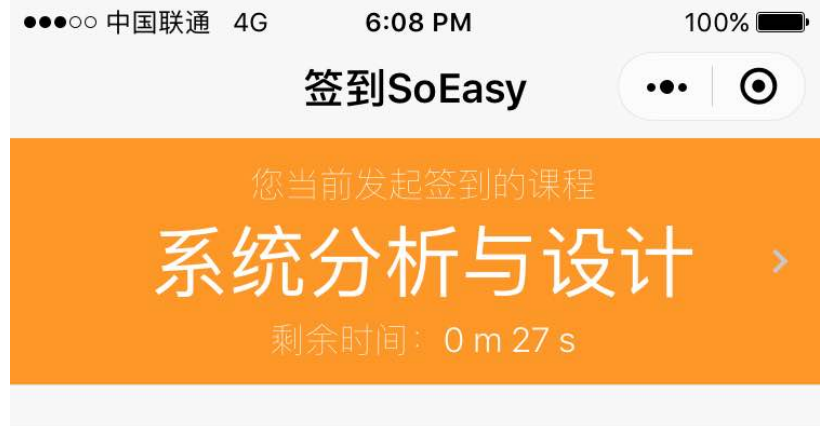 中国联通 4G 6:08 PM 100%
签到SoEasy
您当前发起签到的课程
系统分析与设计
剩余时间：0 m 27 s